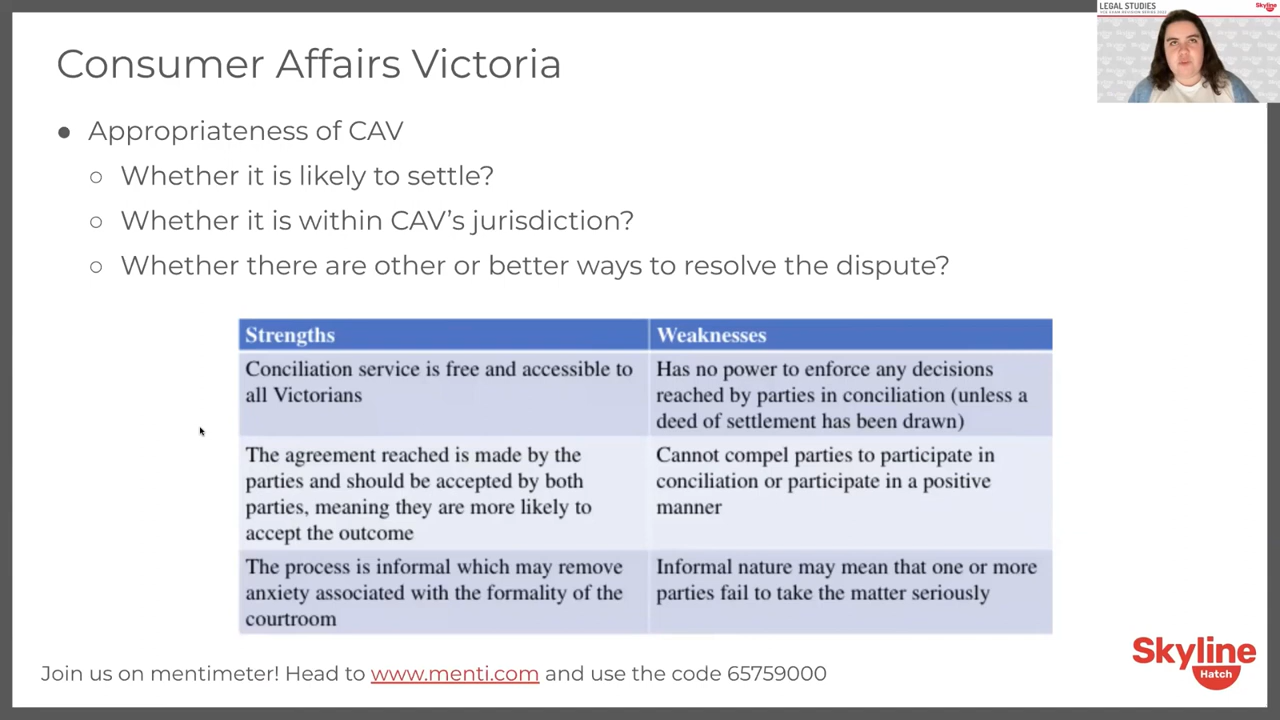 LEGAL STUDIES
VCE EXAM REVISION SPRING 2022
Skyline
Consumer Affairs Victoria
● Appropriateness of CAV
○ Whether it is likely to settle?
○ Whether it is within CAV's jurisdiction?
○ Whether there are other or better ways to resolve the dispute?
Strengths
Weaknesses
Conciliation service is free and accessible to
all Victorians
Has no power to enforce any decisions
reached by parties in conciliation (unless a
deed of settlement has been drawn)
The agreement reached is made by the
parties and should be accepted by both
parties, meaning they are more likely to
accept the outcome
Cannot compel parties to participate in
conciliation or participate in a positive
manner
The process is informal which may remove
anxiety associated with the formality of the
courtroom
Informal nature may mean that one or more
parties fail to take the matter seriously
Join us on mentimeter! Head to www.menti.com and use the code 65759000
Skyline
Hatch